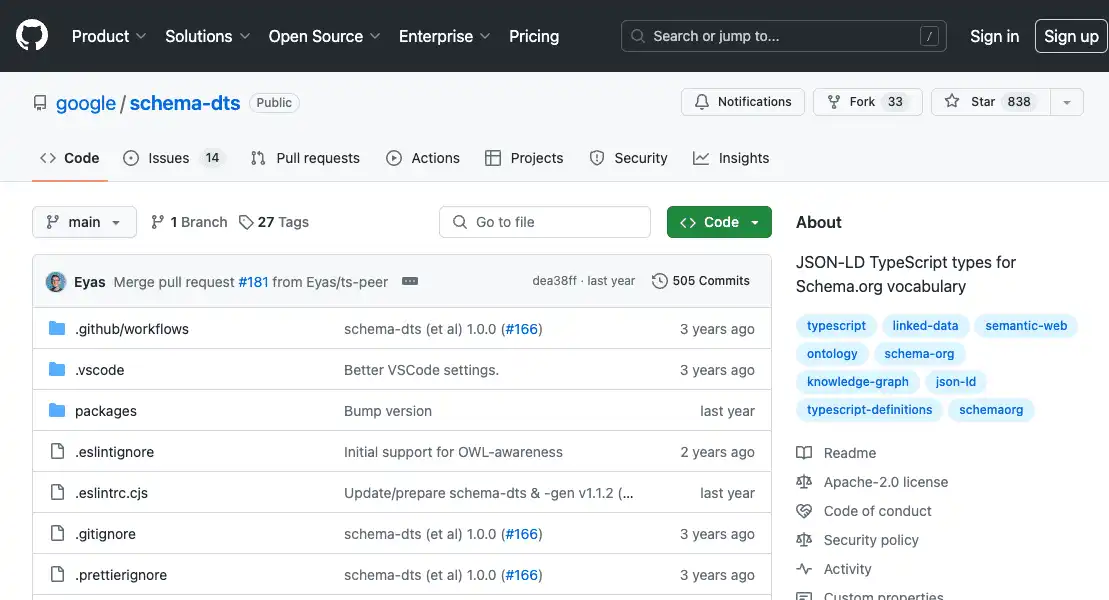 Product Solutions Open Source Enterprise Pricing Search or jump to... / Sign in Sign up
google / schema-dts Public Notifications Fork 33 Star 838
Code Issues 14 Pull requests Actions Projects Security Insights
main 1 Branch 27 Tags Go to file Code
Eyas Merge pull request #181 from Eyas/ts-peer dea38ff · last year 505 Commits
.github/workflows schema-dts (et al) 1.0.0 (#166) 3 years ago
.vscode Better VSCode settings. 3 years ago
packages Bump version last year
.eslintignore Initial support for OWL-awareness 2 years ago
.eslintrc.cjs Update/prepare schema-dts & -gen v1.1.2 (... last year
.gitignore schema-dts (et al) 1.0.0 (#166) 3 years ago
.prettierignore schema-dts (et al) 1.0.0 (#166) 3 years ago
About
JSON-LD TypeScript types for
Schema.org vocabulary
typescript linked-data semantic-web
ontology schema-org
knowledge-graph json-ld
typescript-definitions schemaorg
Readme
Apache-2.0 license
Code of conduct
Security policy
Activity
Custom properties